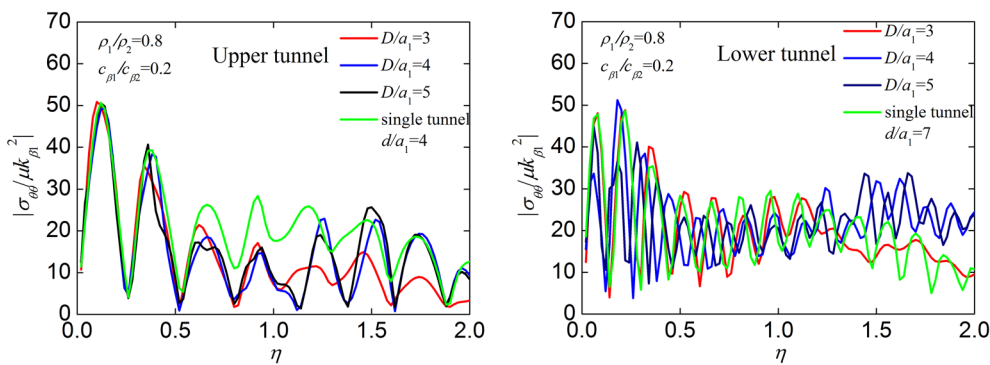 |σθθ/μkβ1²|
70
60
50
40
30
20
10
0
ρ1/ρ2=0.8
cβ1/cβ2=0.2
Upper tunnel
D/a1=3
D/a1=4
D/a1=5
single tunnel
d/a1=4
0.0
0.5
1.0
1.5
2.0
η
|σθθ/μkβ1²|
70
60
50
40
30
20
10
0
ρ1/ρ2=0.8
cβ1/cβ2=0.2
Lower tunnel
D/a1=3
D/a1=4
D/a1=5
single tunnel
d/a1=7
0.0
0.5
1.0
1.5
2.0
η